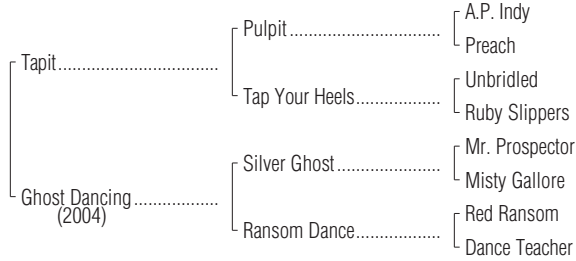 A.P. Indy
Pulpit
Preach
Tapit
Unbridled
Tap Your Heels
Ruby Slippers
Mr. Prospector
Silver Ghost
Misty Gallore
Ghost Dancing
(2004)
Red Ransom
Ransom Dance
Dance Teacher